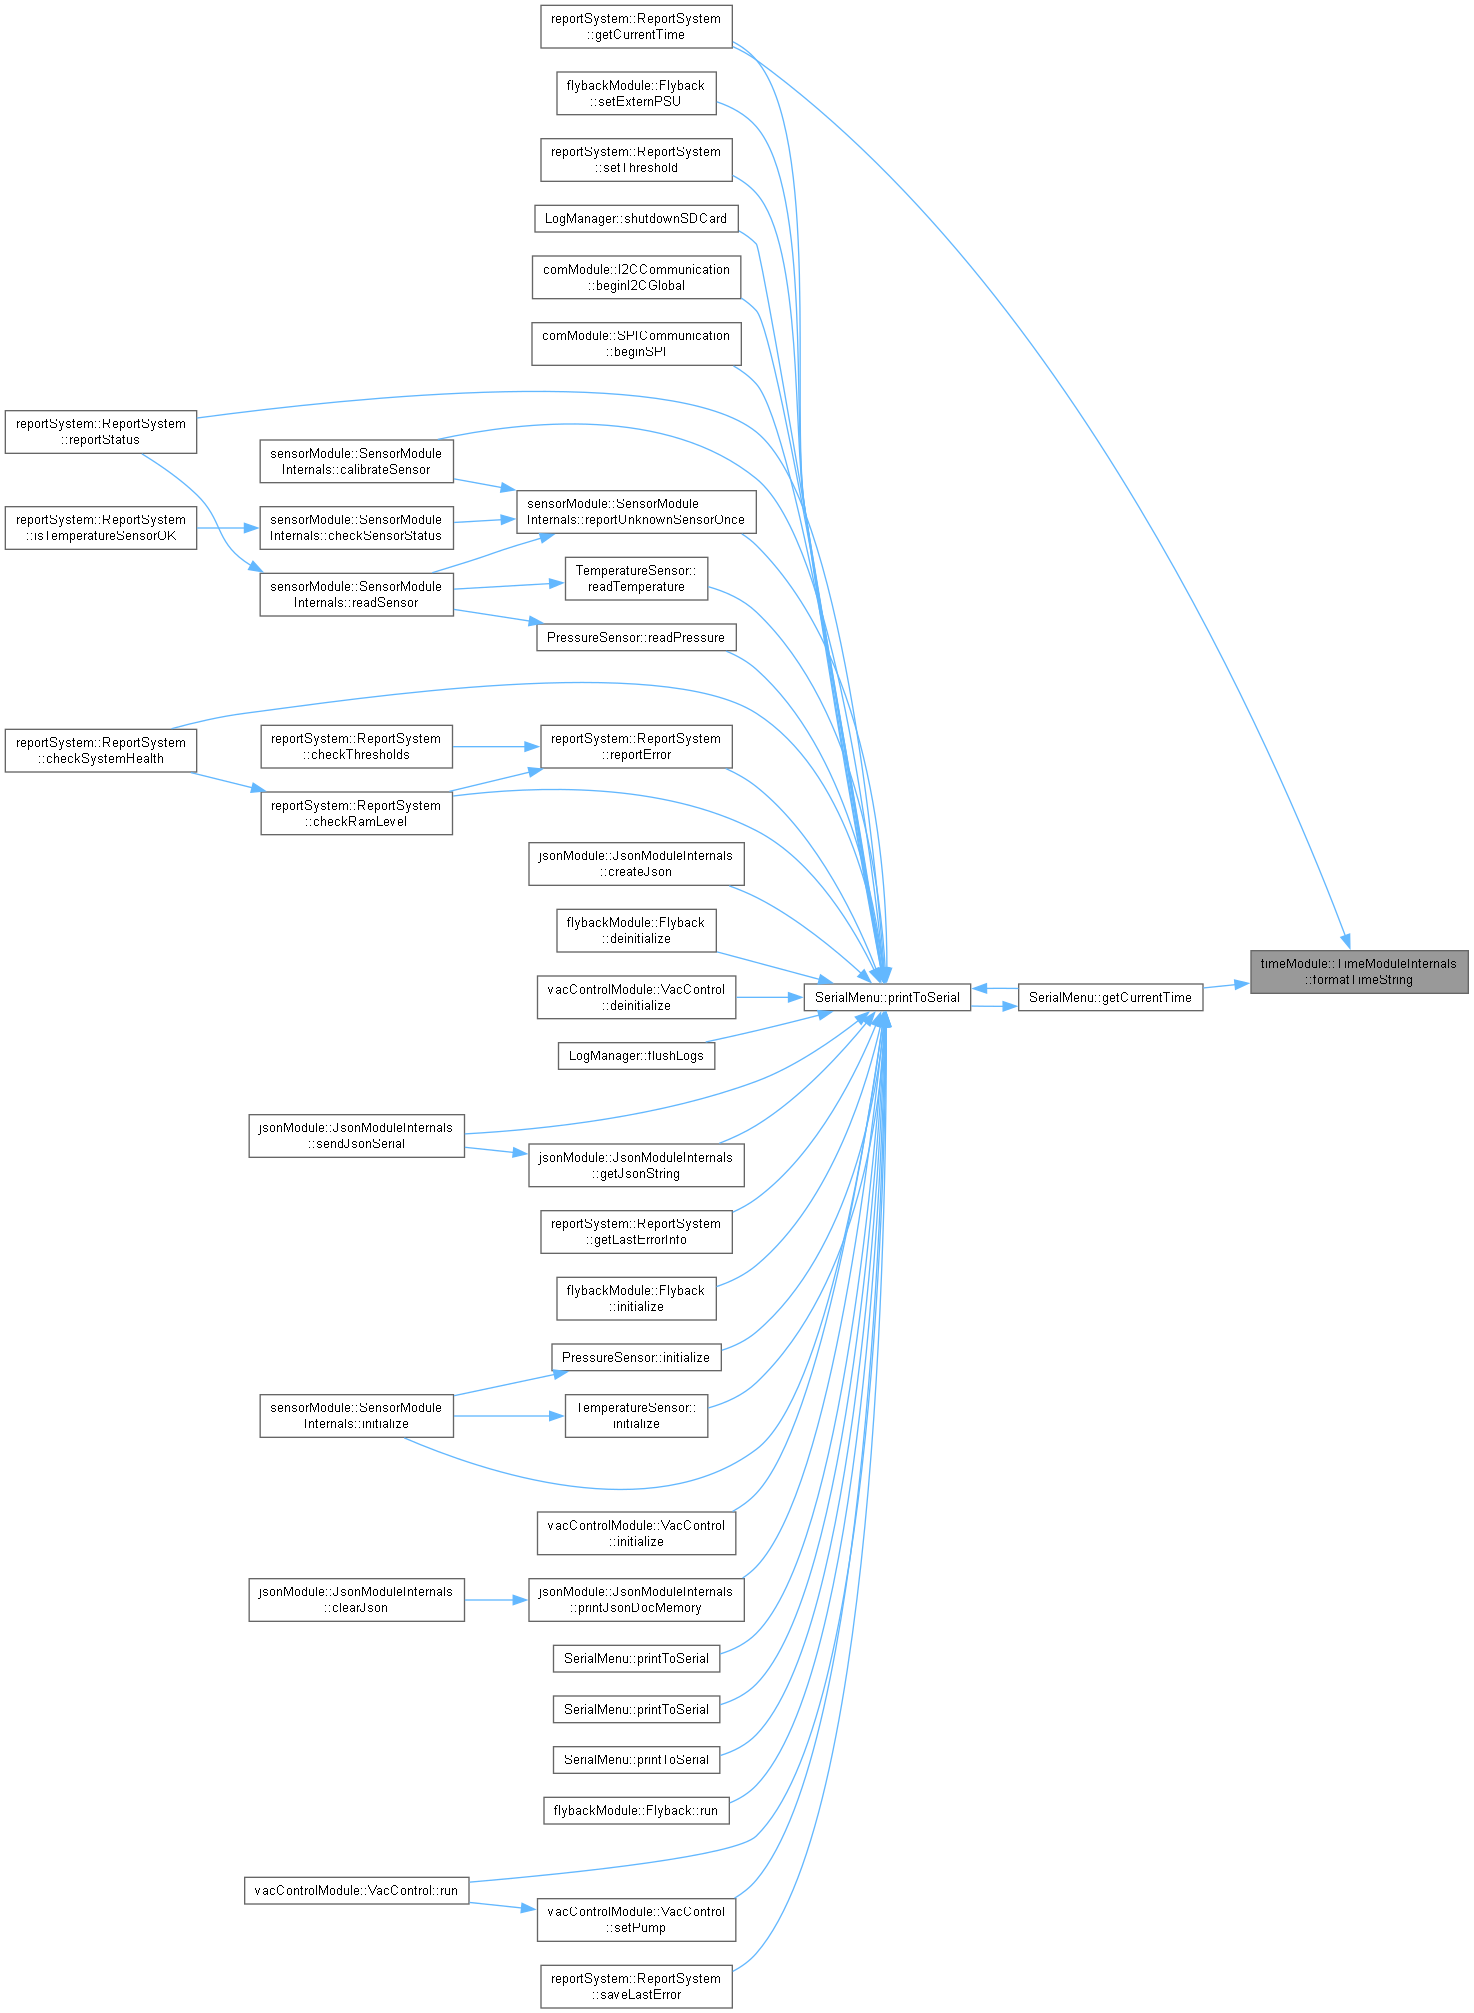 reportSystem::ReportSystem
::getCurrentTime
flybackModule::Flyback
::setExternPSU
reportSystem::ReportSystem
::setThreshold
LogManager::shutdownSDCard
comModule::I2CCommunication
::beginI2CGlobal
comModule::SPICommunication
::beginSPI
reportSystem::ReportSystem
::reportStatus
sensorModule::SensorModule
Internals::calibrateSensor
sensorModule::SensorModule
Internals::reportUnknownSensorOnce
reportSystem::ReportSystem
::isTemperatureSensorOK
sensorModule::SensorModule
Internals::checkSensorStatus
TemperatureSensor::
readTemperature
sensorModule::SensorModule
Internals::readSensor
PressureSensor::readPressure
reportSystem::ReportSystem
::checkSystemHealth
reportSystem::ReportSystem
::checkThresholds
reportSystem::ReportSystem
::reportError
reportSystem::ReportSystem
::checkRamLevel
jsonModule::JsonModuleInternals
::createJson
flybackModule::Flyback
::deinitialize
vacControlModule::VacControl
::deinitialize
SerialMenu::printToSerial
SerialMenu::getCurrentTime
timeModule::TimeModuleInternals
::formatTimeString
LogManager::flushLogs
jsonModule::JsonModuleInternals
::sendJsonSerial
jsonModule::JsonModuleInternals
::getJsonString
reportSystem::ReportSystem
::getLastErrorInfo
flybackModule::Flyback
::initialize
PressureSensor::initialize
sensorModule::SensorModule
Internals::initialize
TemperatureSensor::
initialize
vacControlModule::VacControl
::initialize
jsonModule::JsonModuleInternals
::clearJson
jsonModule::JsonModuleInternals
::printJsonDocMemory
SerialMenu::printToSerial
SerialMenu::printToSerial
SerialMenu::printToSerial
flybackModule::Flyback::run
vacControlModule::VacControl::run
vacControlModule::VacControl
::setPump
reportSystem::ReportSystem
::saveLastError